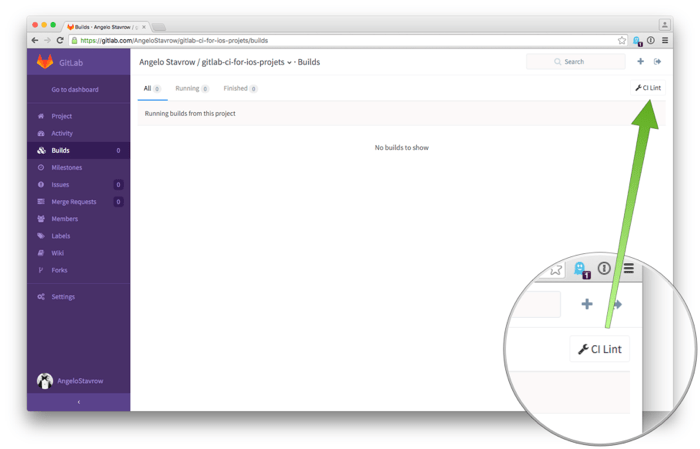 Builds · Angelo Stavrow / g
https://gitlab.com/AngeloStavrow/gitlab-ci-for-ios-projets/builds
1
GitLab
Angelo Stavrow / gitlab-ci-for-ios-projets · Builds
Search
Go to dashboard
All 0
Running 0
Finished 0
CI Lint
Running builds from this project
No builds to show
Project
Activity
Builds 0
Milestones
Issues 0
Merge Requests 0
Members
Labels
Wiki
Forks
Settings
AngeloStavrow
1
CI Lint